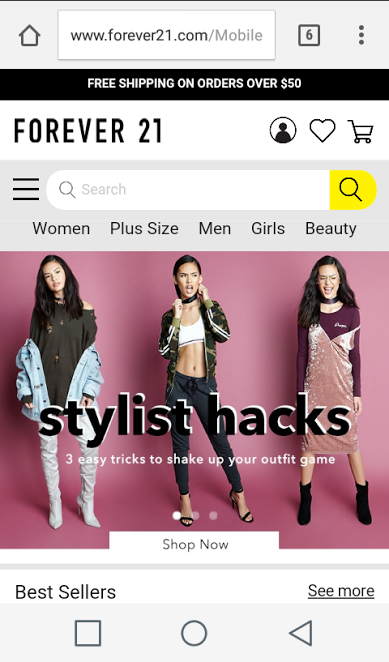 www.forever21.com/Mobile
6
FREE SHIPPING ON ORDERS OVER $50
FOREVER 21
Search
Women Plus Size Men Girls Beauty
stylist hacks
3 easy tricks to shake up your outfit game
Shop Now
Best Sellers See more